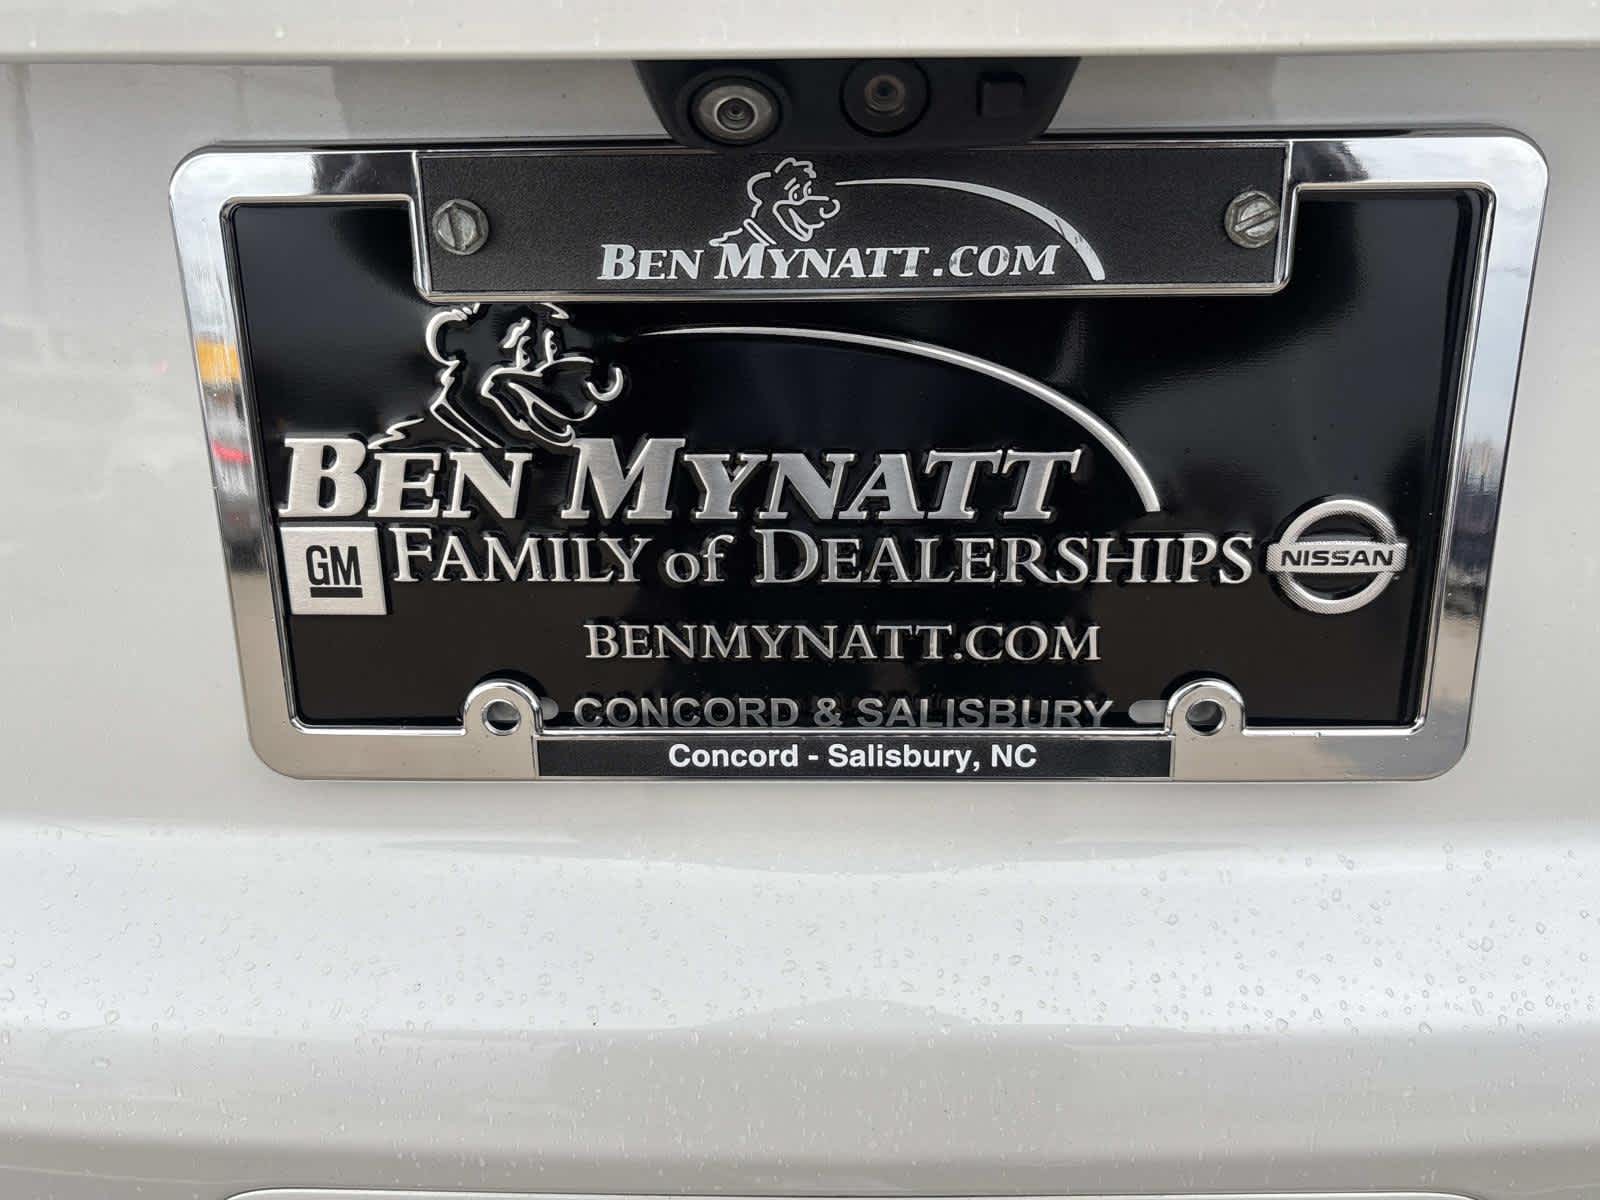 BEN MYNATT.COM
BEN MYNATT
GM FAMILY of DEALERSHIPS NISSAN
BENMYNATT.COM
CONCORD & SALISBURY
Concord - Salisbury, NC